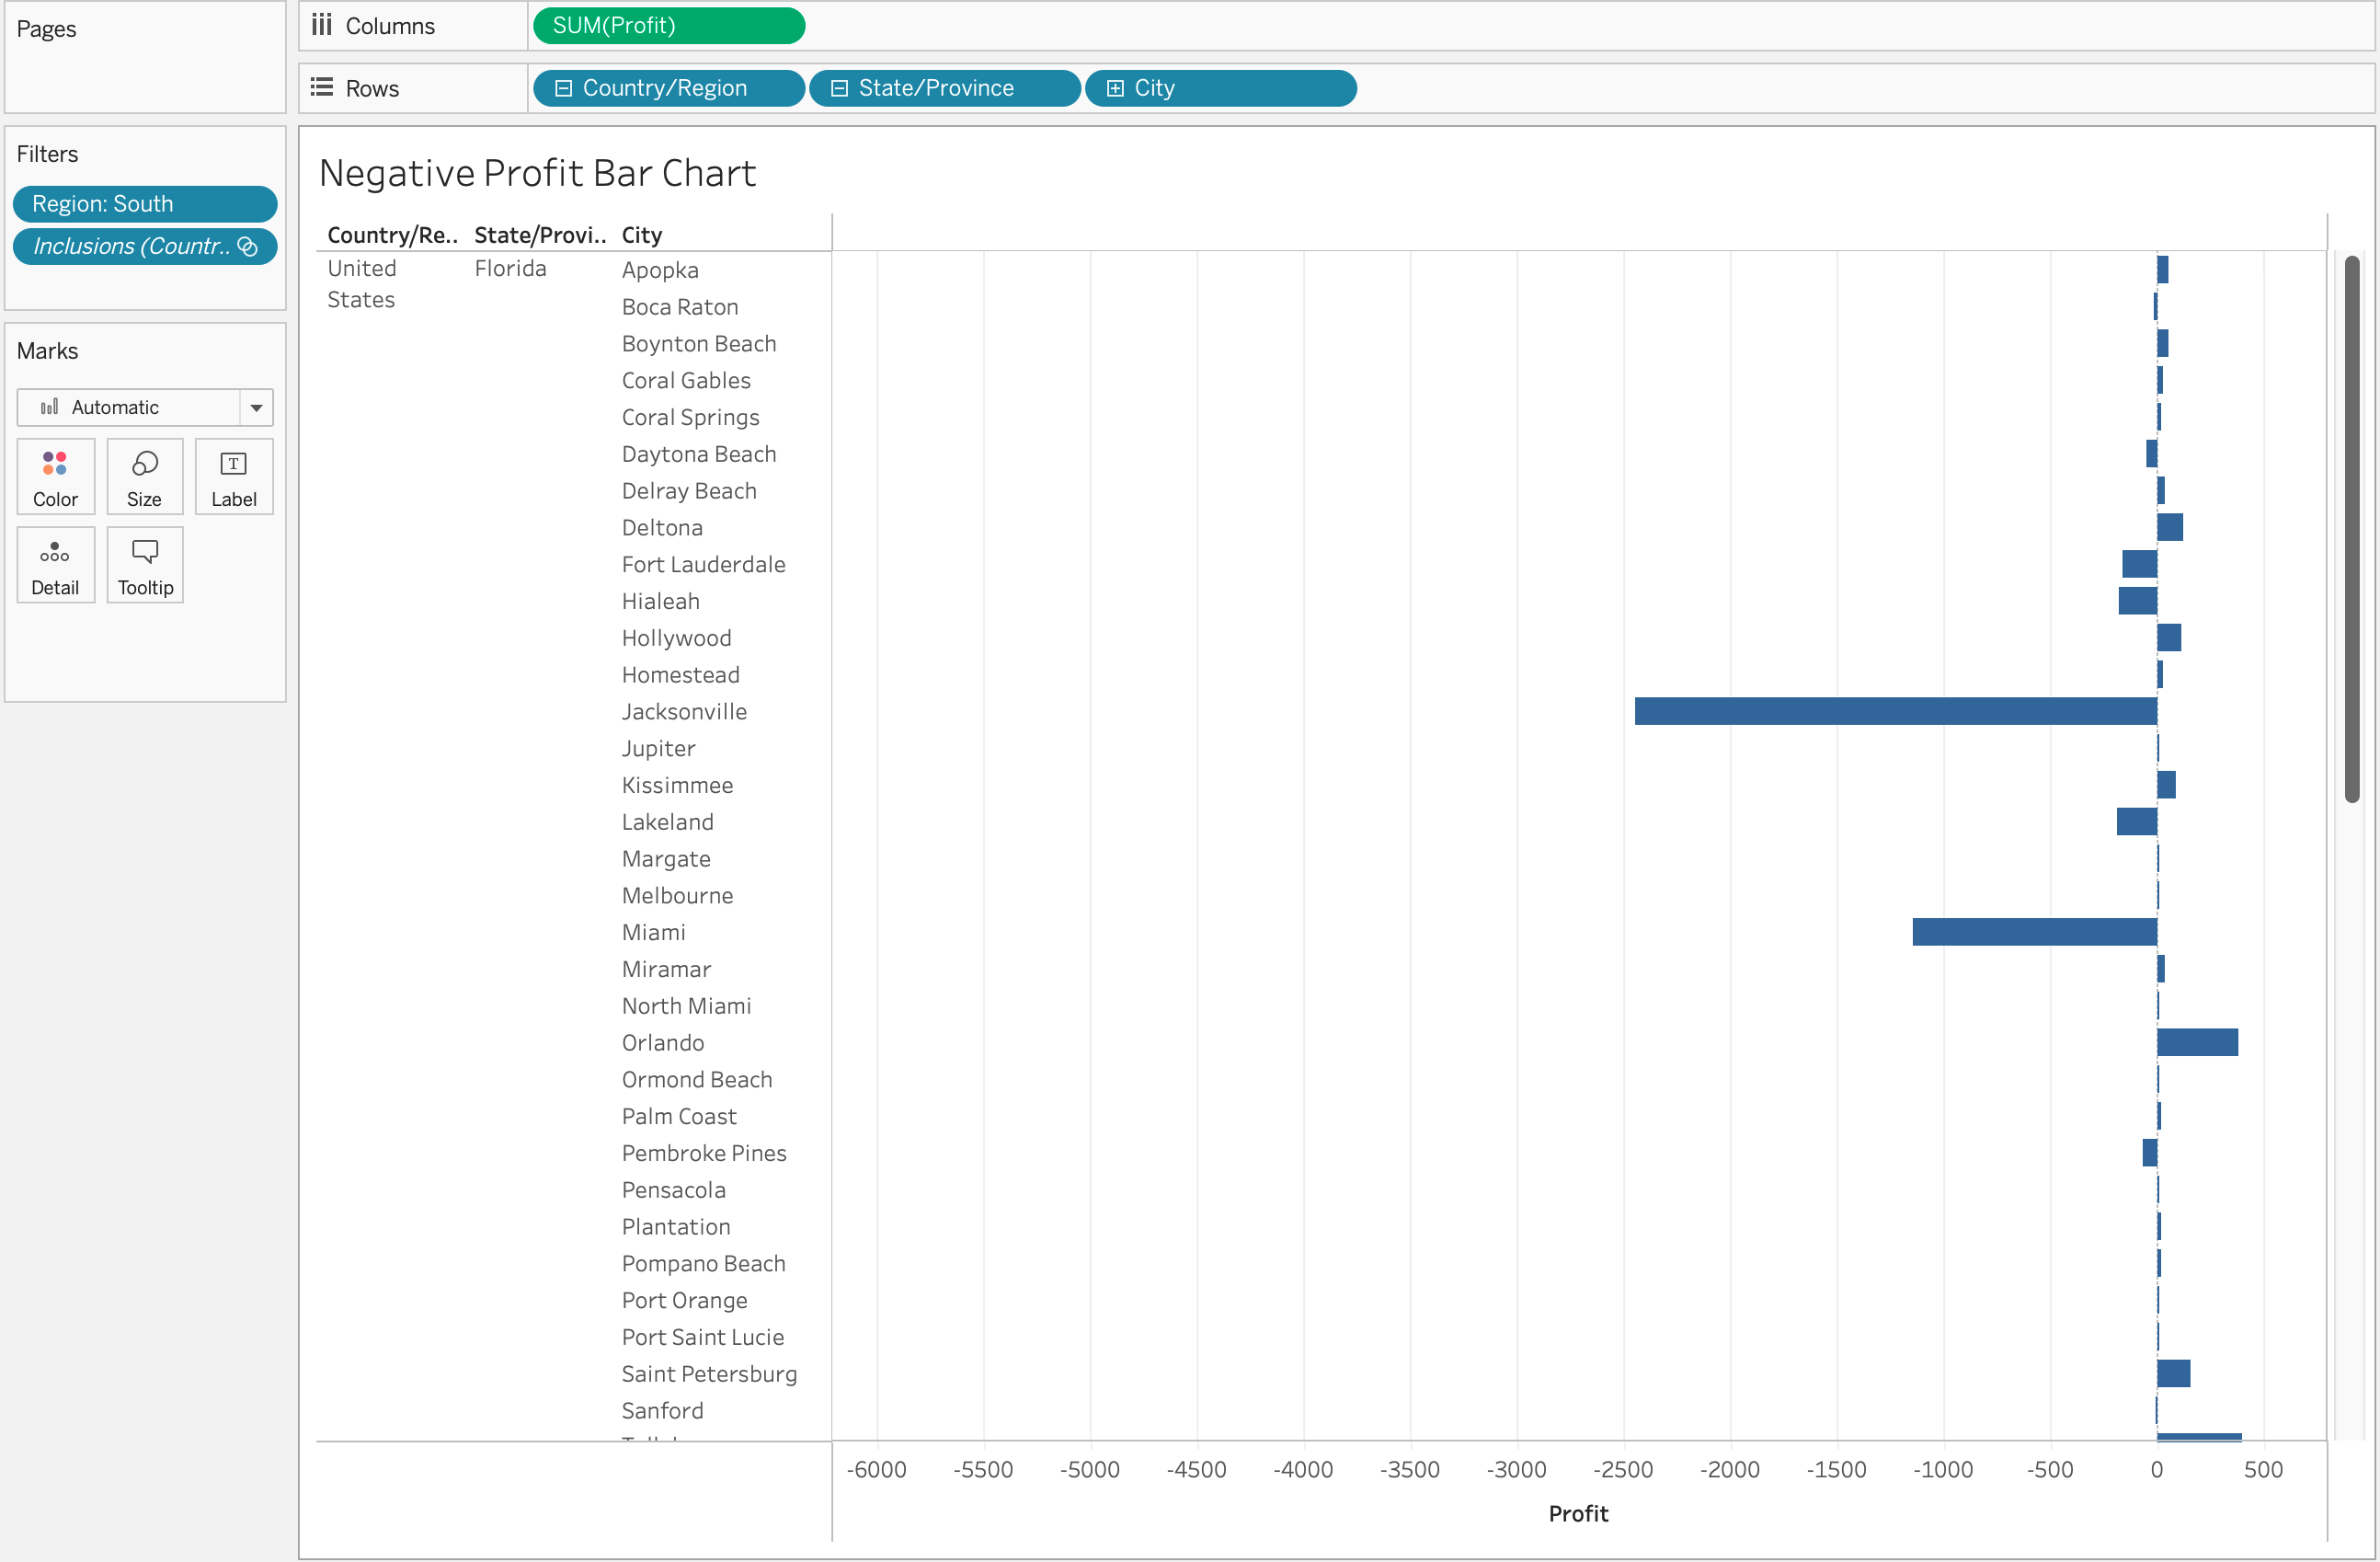 Pages
Columns
SUM(Profit)
Rows
Country/Region
State/Province
City
Filters
Region: South
Inclusions (Countr..
Marks
Automatic
Color
Size
Label
Detail
Tooltip
Negative Profit Bar Chart
Country/Re.. State/Provi.. City
United States
Florida
Apopka
Boca Raton
Boynton Beach
Coral Gables
Coral Springs
Daytona Beach
Delray Beach
Deltona
Fort Lauderdale
Hialeah
Hollywood
Homestead
Jacksonville
Jupiter
Kissimmee
Lakeland
Margate
Melbourne
Miami
Miramar
North Miami
Orlando
Ormond Beach
Palm Coast
Pembroke Pines
Pensacola
Plantation
Pompano Beach
Port Orange
Port Saint Lucie
Saint Petersburg
Sanford
-6000 -5500 -5000 -4500 -4000 -3500 -3000 -2500 -2000 -1500 -1000 -500 0 500
Profit